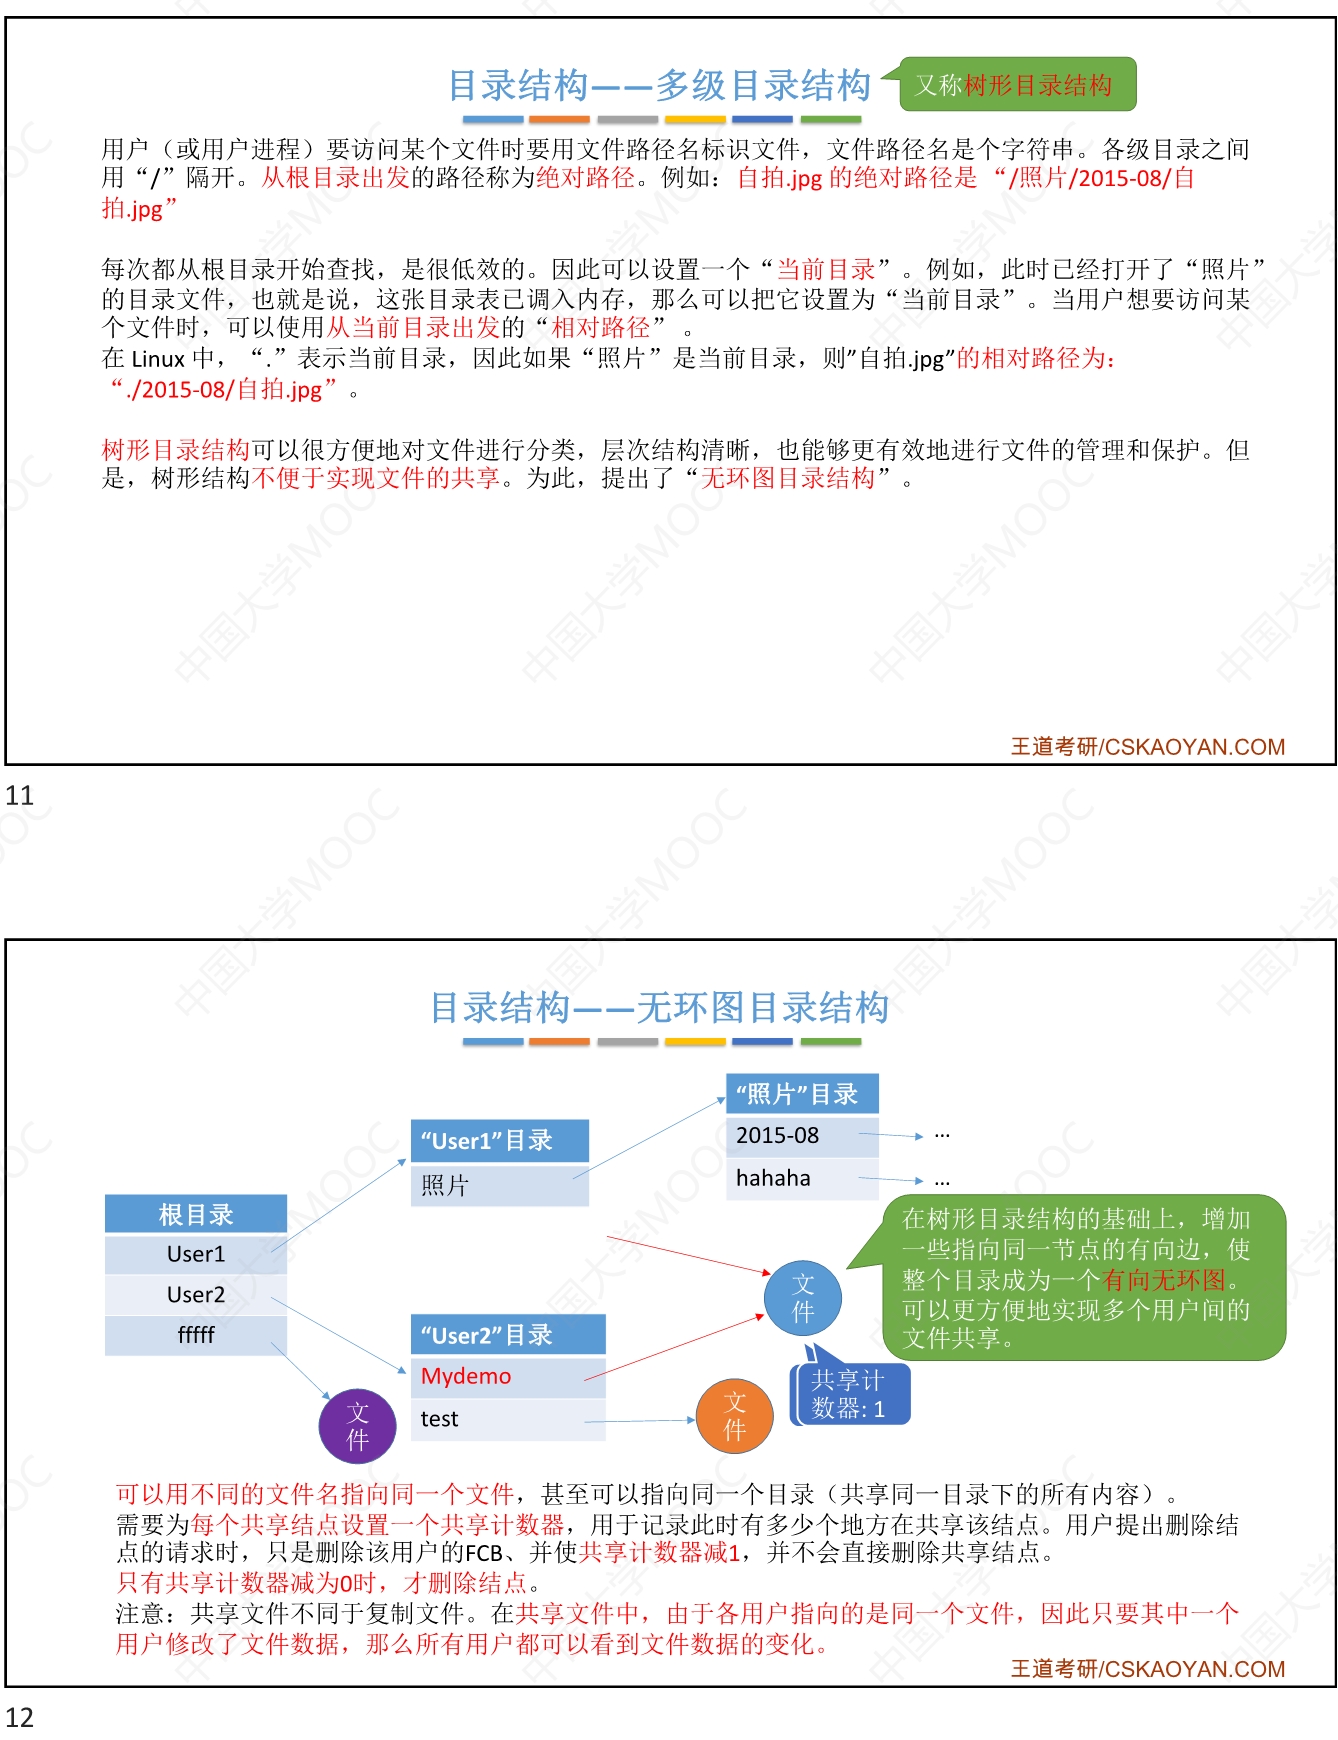 目录结构——多级目录结构
又称树形目录结构
用户（或用户进程）要访问某个文件时要用文件路径名标识文件，文件路径名是个字符串。各级目录之间
用“/”隔开。从根目录出发的路径称为绝对路径。例如：自拍.jpg 的绝对路径是 “/照片/2015-08/自
拍.jpg”
每次都从根目录开始查找，是很低效的。因此可以设置一个“当前目录”。例如，此时已经打开了“照片”
的目录文件，也就是说，这张目录表已调入内存，那么可以把它设置为“当前目录”。当用户想要访问某
个文件时，可以使用从当前目录出发的“相对路径” 。
在 Linux 中，“.”表示当前目录，因此如果“照片”是当前目录，则”自拍.jpg”的相对路径为：
“./2015-08/自拍.jpg”。
树形目录结构可以很方便地对文件进行分类，层次结构清晰，也能够更有效地进行文件的管理和保护。但
是，树形结构不便于实现文件的共享。为此，提出了“无环图目录结构”。
王道考研/CSKAOYAN.COM
11
目录结构——无环图目录结构
“照片”目录
2015-08
...
hahaha
...
“User1”目录
照片
根目录
User1
User2
fffff
在树形目录结构的基础上，增加
一些指向同一节点的有向边，使
整个目录成为一个有向无环图。
可以更方便地实现多个用户间的
文件共享。
文
件
“User2”目录
Mydemo
test
共享计
数器: 1
文
件
文
件
可以用不同的文件名指向同一个文件，甚至可以指向同一个目录（共享同一目录下的所有内容）。
需要为每个共享结点设置一个共享计数器，用于记录此时有多少个地方在共享该结点。用户提出删除结
点的请求时，只是删除该用户的FCB、并使共享计数器减1，并不会直接删除共享结点。
只有共享计数器减为0时，才删除结点。
注意：共享文件不同于复制文件。在共享文件中，由于各用户指向的是同一个文件，因此只要其中一个
用户修改了文件数据，那么所有用户都可以看到文件数据的变化。
王道考研/CSKAOYAN.COM
12
中国大学MOOC